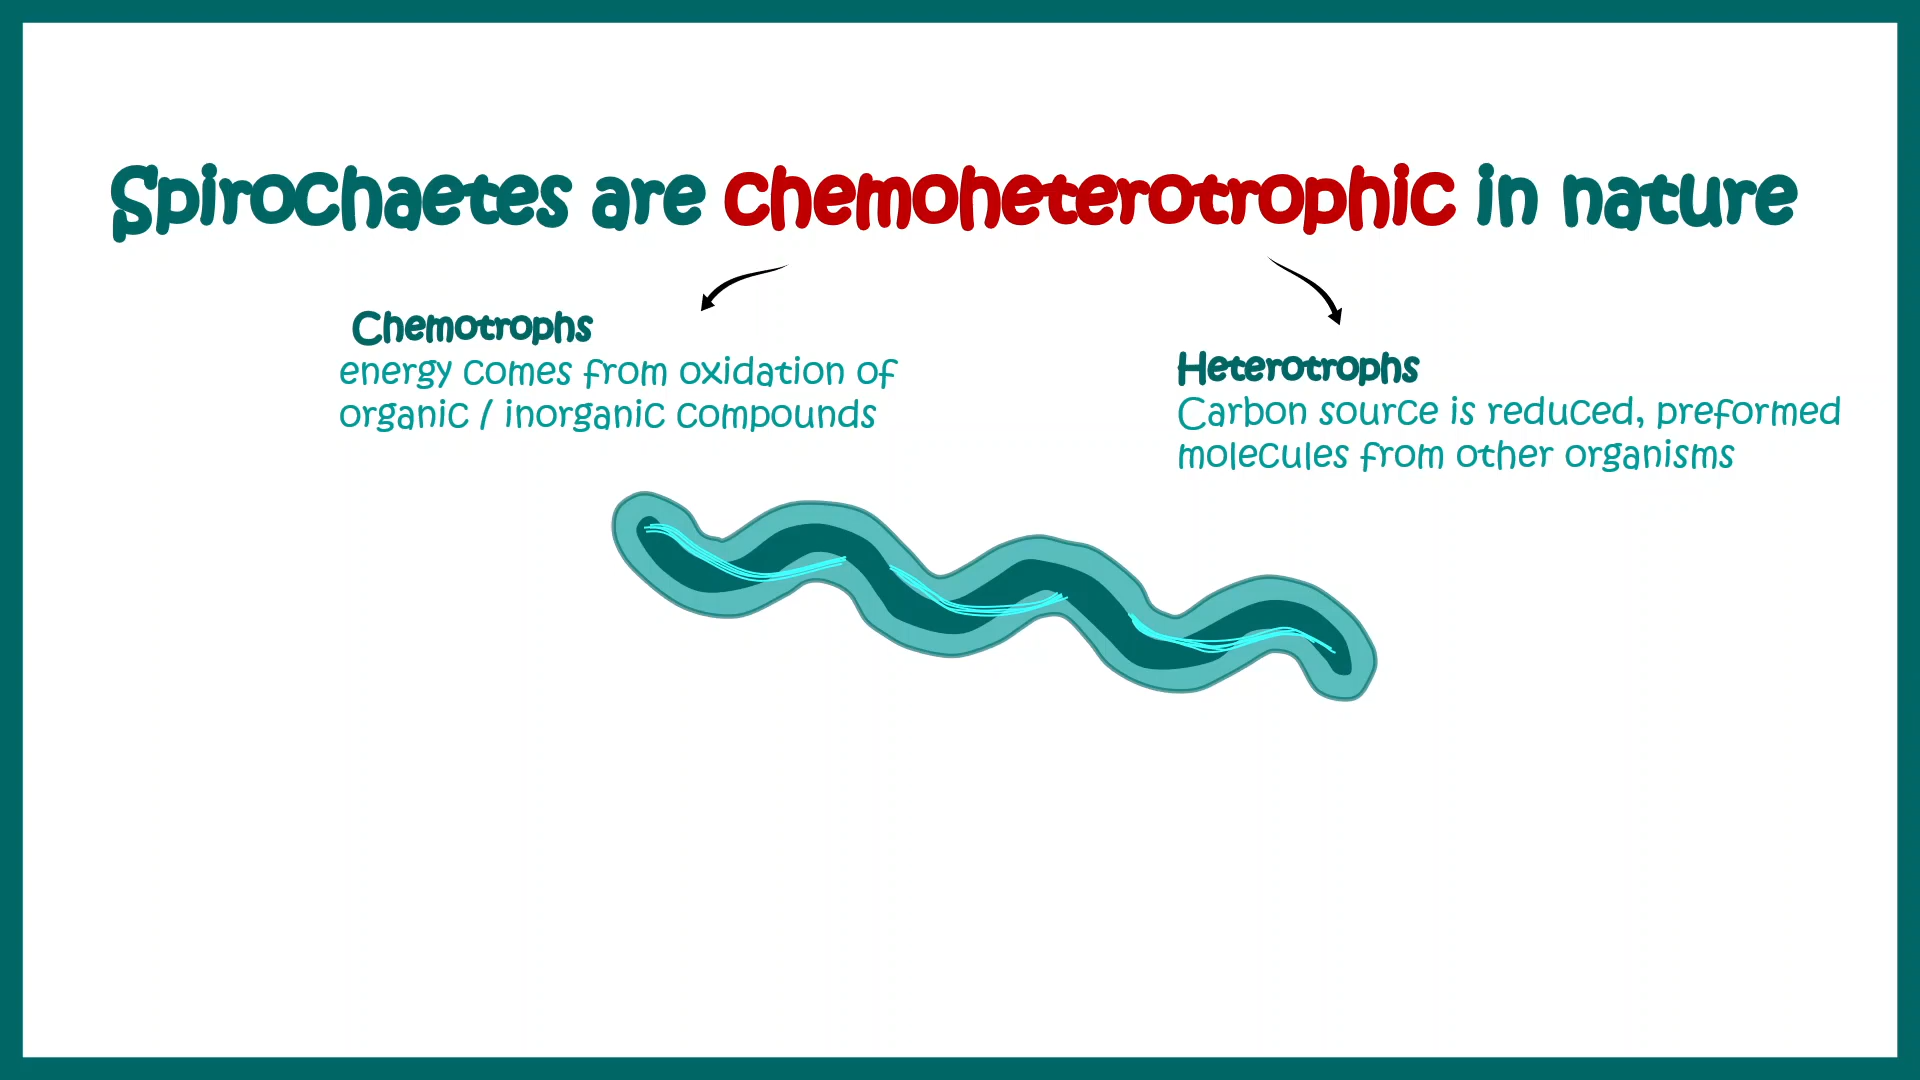 Spirochaetes are chemoheterotrophic in nature
Chemotrophs
energy comes from oxidation of
organic / inorganic compounds
Heterotrophs
Carbon source is reduced, preformed
molecules from other organisms